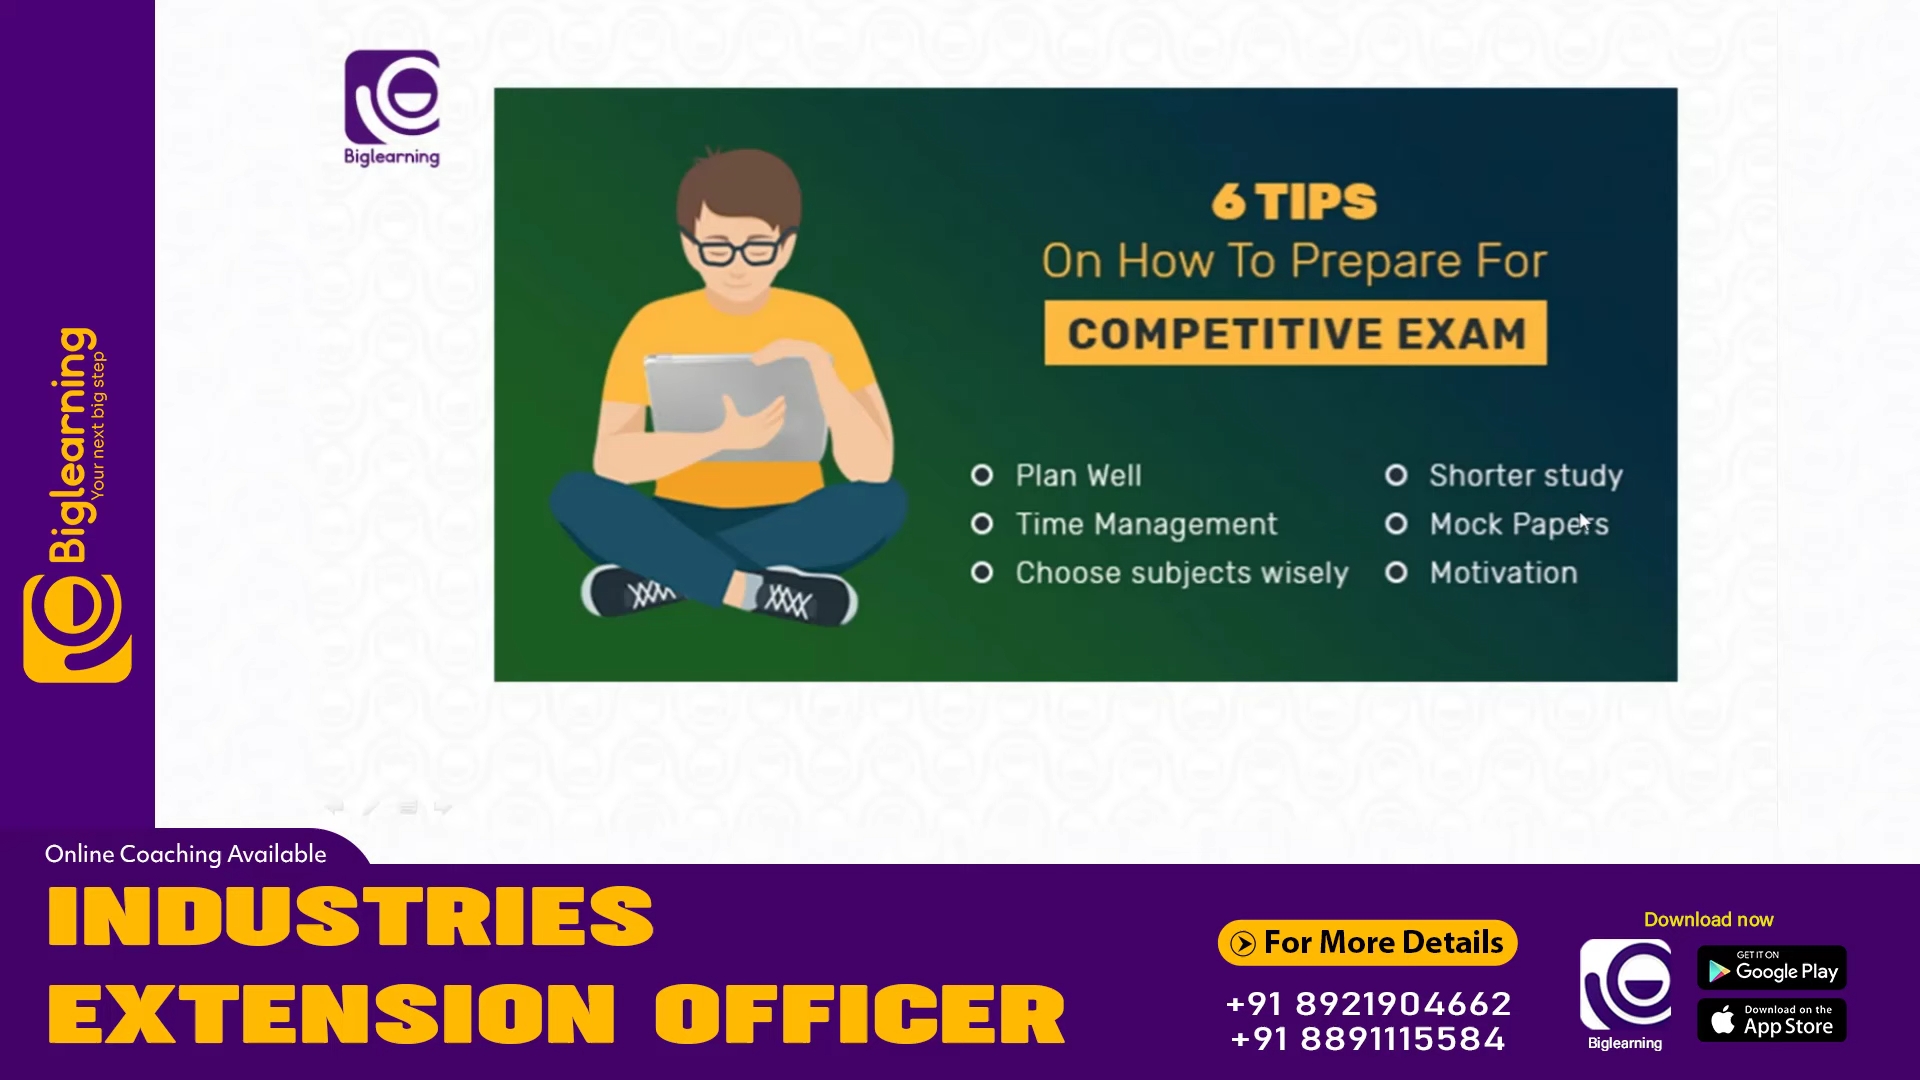 Biglearning
6 TIPS
On How To Prepare For
COMPETITIVE EXAM
Plan Well
Time Management
Choose subjects wisely
Shorter study
Mock Papers
Motivation
Biglearning
Your next big step
Online Coaching Available
INDUSTRIES
EXTENSION OFFICER
For More Details
+91 8921904662
+91 8891115584
Download now
Biglearning
GET IT ON
Google Play
Download on the
App Store